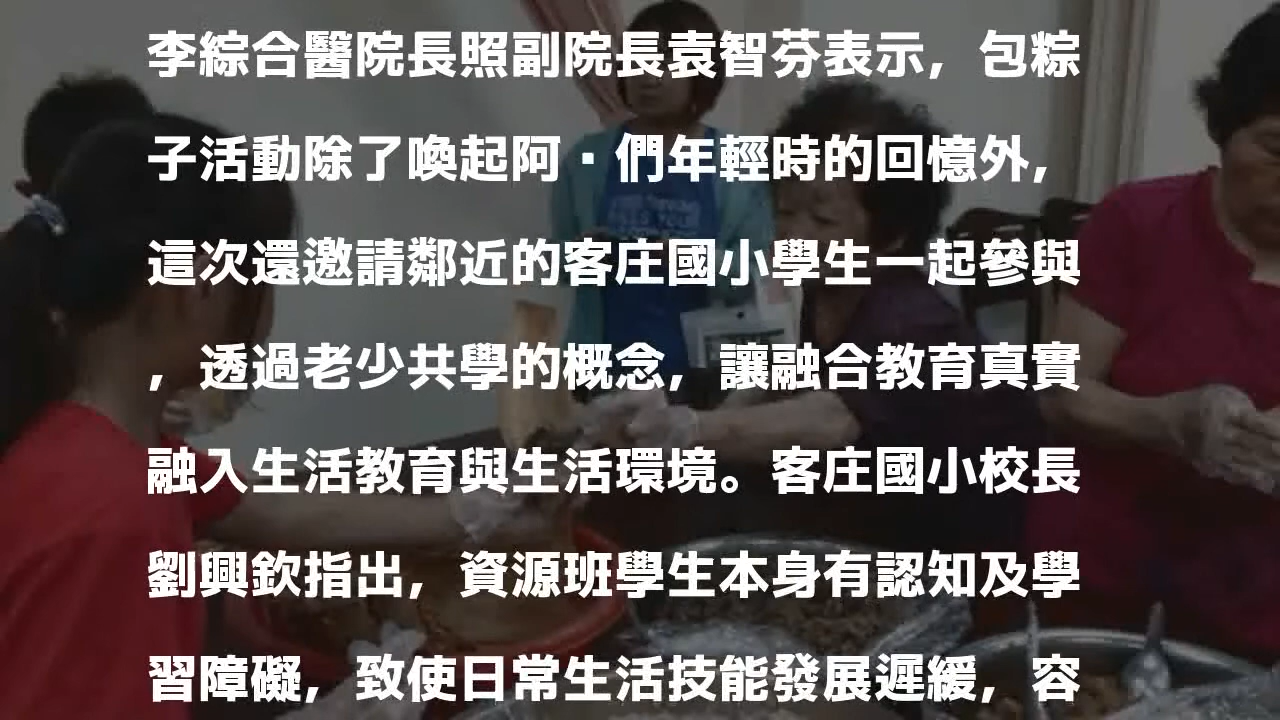 李綜合醫院長照副院長袁智芬表示，包粽
子活動除了喚起阿·們年輕時的回憶外，
這次還邀請鄰近的客庄國小學生一起參與
，透過老少共學的概念，讓融合教育真實
融入生活教育與生活環境。客庄國小校長
劉興欽指出，資源班學生本身有認知及學
習障礙，致使日常生活技能發展遲緩，容